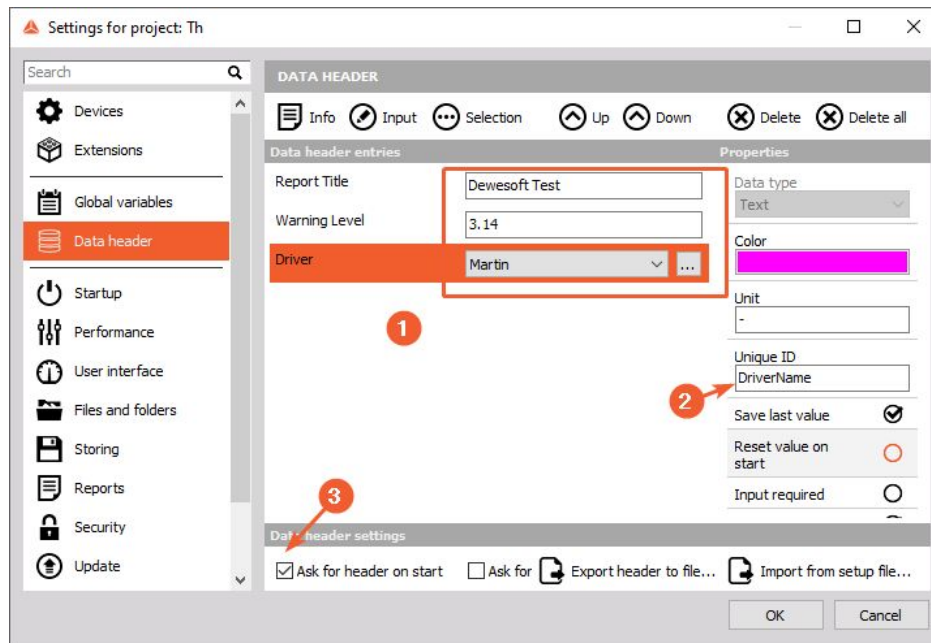 Settings for project: Th
Search
Devices
Extensions
Global variables
Data header
Startup
Performance
User interface
Files and folders
Storing
Reports
Security
Update
DATA HEADER
Info Input Selection Up Down Delete Delete all
Data header entries
Report Title Dewesoft Test
Warning Level 3.14
Driver Martin ...
1
3
Properties
Data type
Text
Color
Unit
-
Unique ID
DriverName
2
Save last value
Reset value on
start
Input required
Data header settings
Ask for header on start Ask for Export header to file... Import from setup file...
OK Cancel